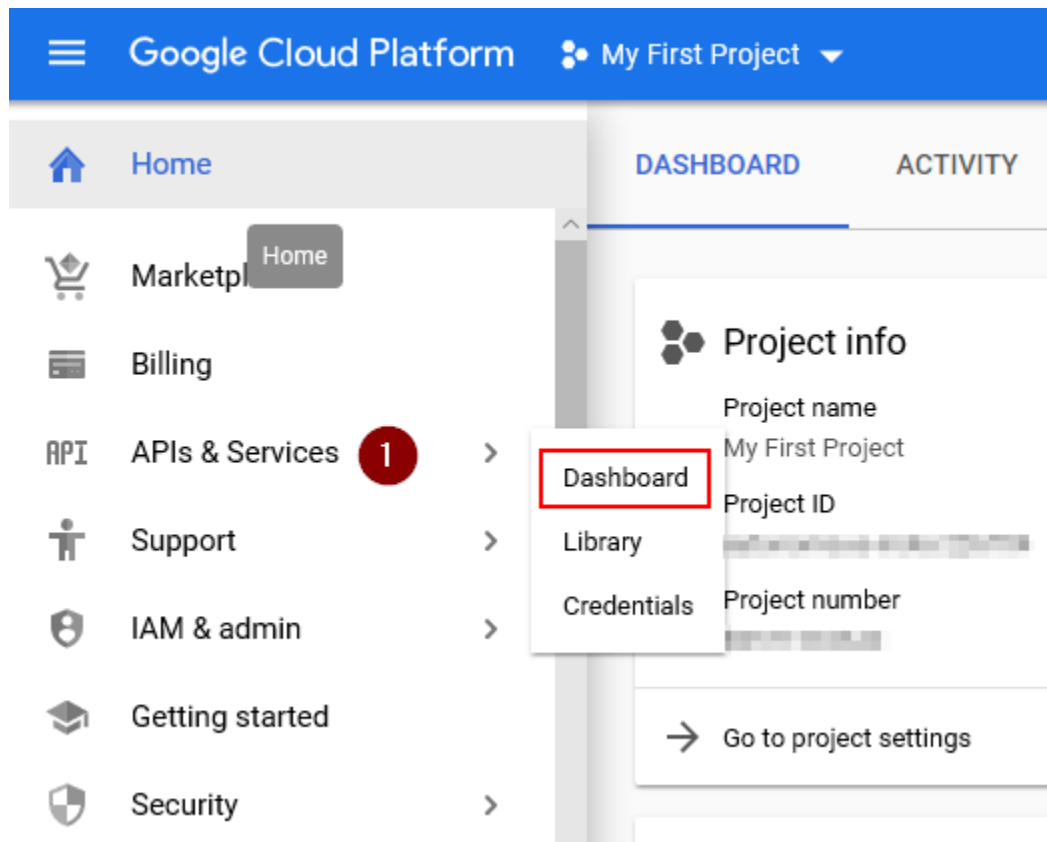 Google Cloud Platform My First Project
Home
DASHBOARD ACTIVITY
Home
Marketpl
Billing
API APIs & Services 1
Support
IAM & admin
Getting started
Security
Dashboard
Library
Credentials
Project info
Project name
My First Project
Project ID
Project number
Go to project settings